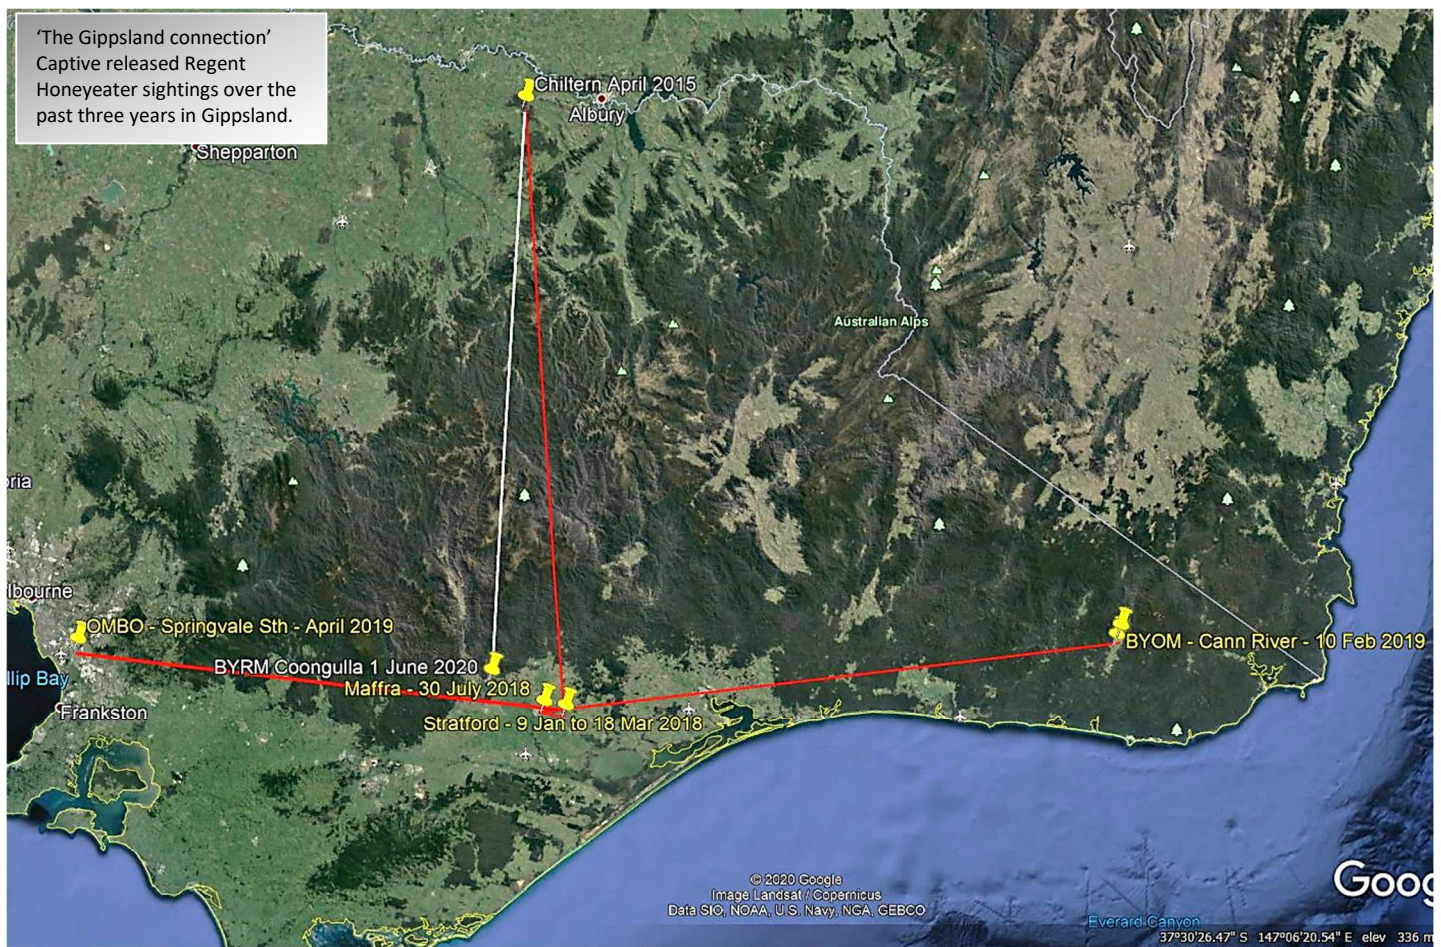 ‘The Gippsland connection’
Captive released Regent
Honeyeater sightings over the
past three years in Gippsland.
Chiltern April 2015
Albury
Shepparton
Australian Alps
oria
lbourne
OMBO - Springvale Sth - April 2019
BYOM - Cann River - 10 Feb 2019
BYRM Coongulla 1 June 2020
llip Bay
Maffra - 30 July 2018
Frankston
Stratford - 9 Jan to 18 Mar 2018
© 2020 Google
Image Landsat / Copernicus
Data SIO, NOAA, U.S. Navy, NGA, GEBCO
Goog
Everard Canyon
37°30'26.47" S 147°06'20.54" E elev 336 m